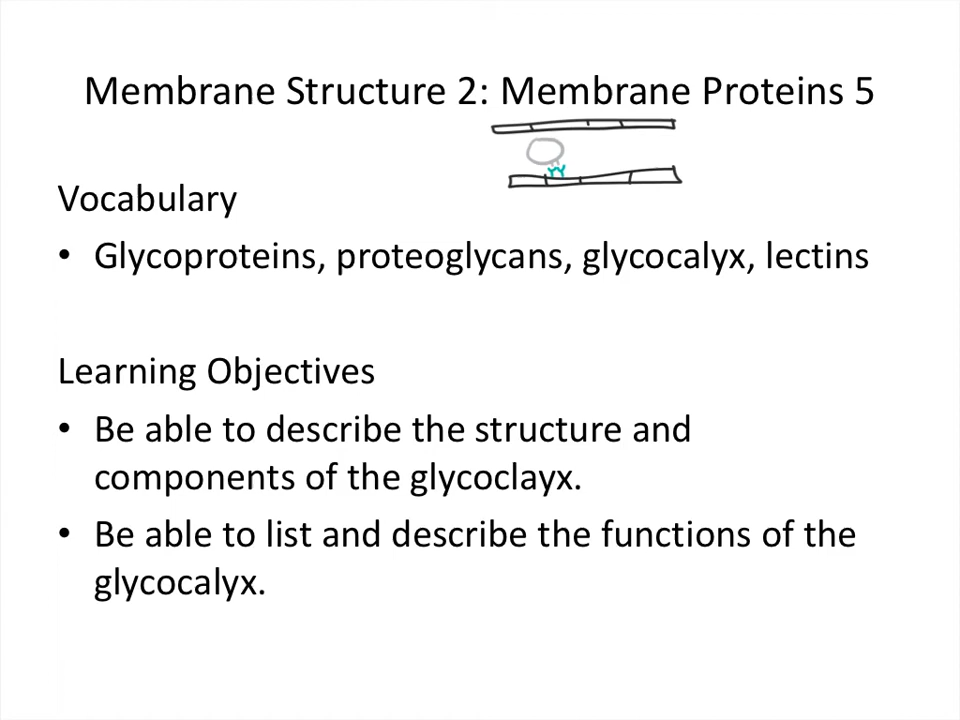 Membrane Structure 2: Membrane Proteins 5
Vocabulary
• Glycoproteins, proteoglycans, glycocalyx, lectins
Learning Objectives
• Be able to describe the structure and
components of the glycoclayx.
• Be able to list and describe the functions of the
glycocalyx.